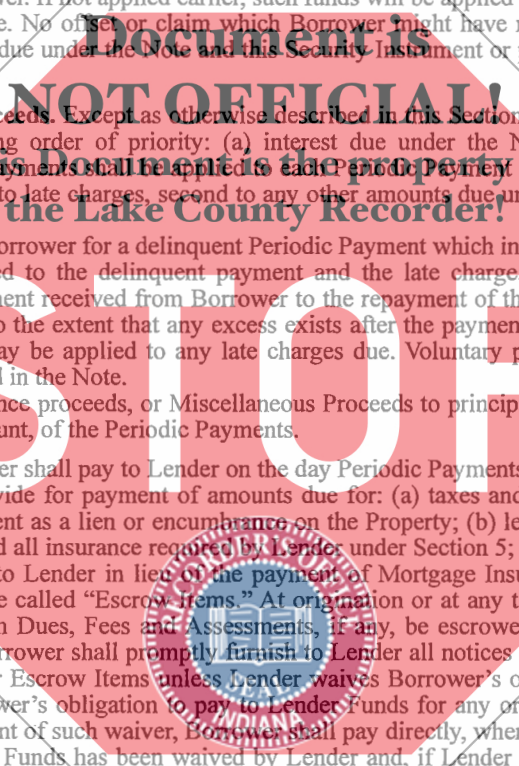 er. If not applied earlier, such funds will be applied
e. No offset or claim which Borrower might have
due under the Note and this Security Instrument or
Document is
NOT OFFICIAL!
ceeds. Except as otherwise described in this Section
ng order of priority: (a) interest due under the N
yments shall be applied to each Periodic Payment
s Document is the property
to late charges, second to any other amounts due un
the Lake County Recorder!
orrower for a delinquent Periodic Payment which in
ed to the delinquent payment and the late charge
ment received from Borrower to the repayment of th
o the extent that any excess exists after the paymen
ay be applied to any late charges due. Voluntary p
d in the Note.
STOP
nce proceeds, or Miscellaneous Proceeds to princip
unt, of the Periodic Payments.
er shall pay to Lender on the day Periodic Payments
vide for payment of amounts due for: (a) taxes and
ent as a lien or encumbrance on the Property; (b) le
d all insurance required by Lender under Section 5;
to Lender in lieu of the payment of Mortgage Insu
e called “Escrow Items.” At origination or at any t
n Dues, Fees and Assessments, if any, be escrowe
rrower shall promptly furnish to Lender all notices
r Escrow Items unless Lender waives Borrower’s o
wer’s obligation to pay to Lender Funds for any or
nt of such waiver, Borrower shall pay directly, when
Funds has been waived by Lender and, if Lender
RECORDER'S OFFICE
SEAL
INDIANA